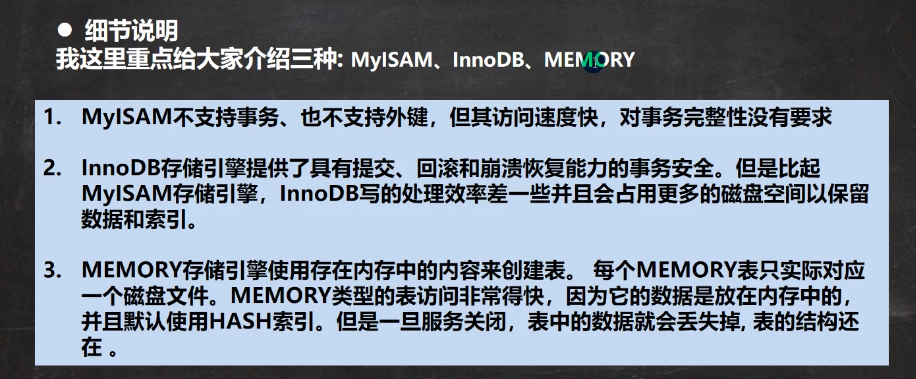 ● 细节说明
我这里重点给大家介绍三种: MyISAM、InnoDB、MEMORY
1. MyISAM不支持事务、也不支持外键，但其访问速度快，对事务完整性没有要求
2. InnoDB存储引擎提供了具有提交、回滚和崩溃恢复能力的事务安全。但是比起
MyISAM存储引擎，InnoDB写的处理效率差一些并且会占用更多的磁盘空间以保留
数据和索引。
3. MEMORY存储引擎使用存在内存中的内容来创建表。 每个MEMORY表只实际对应
一个磁盘文件。MEMORY类型的表访问非常得快，因为它的数据是放在内存中的，
并且默认使用HASH索引。但是一旦服务关闭，表中的数据就会丢失掉, 表的结构还
在 。